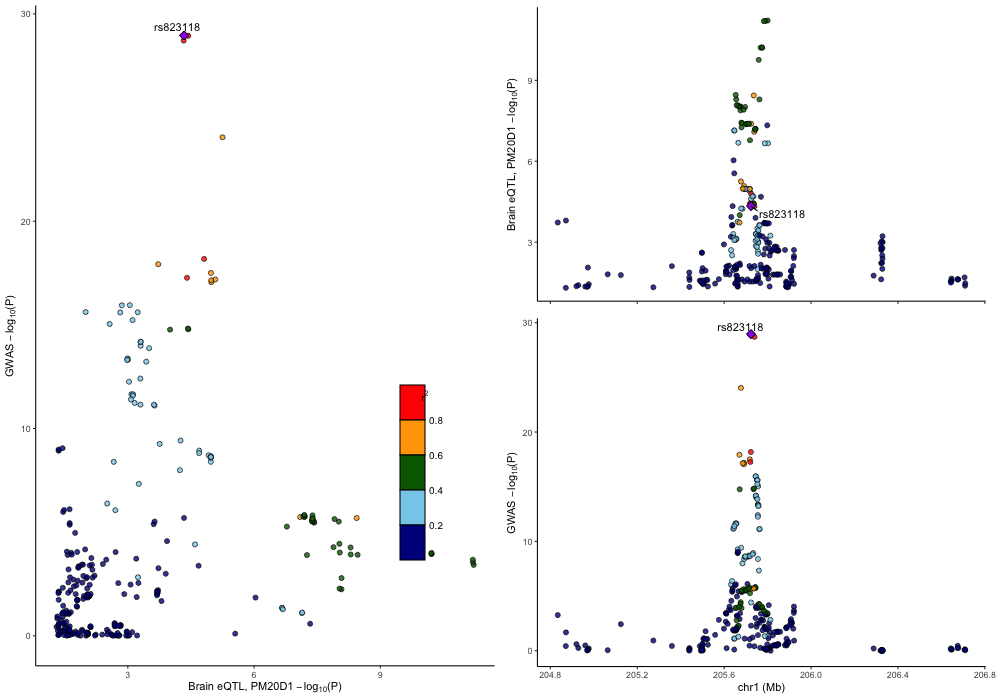 rs823118
30
20
10
0
GWAS −log10(P)
3
6
9
Brain eQTL, PM20D1 −log10(P)
r2
0.8
0.6
0.4
0.2
9
6
3
Brain eQTL, PM20D1 −log10(P)
rs823118
rs823118
30
20
10
0
GWAS −log10(P)
204.8
205.2
205.6
206.0
206.4
206.8
chr1 (Mb)